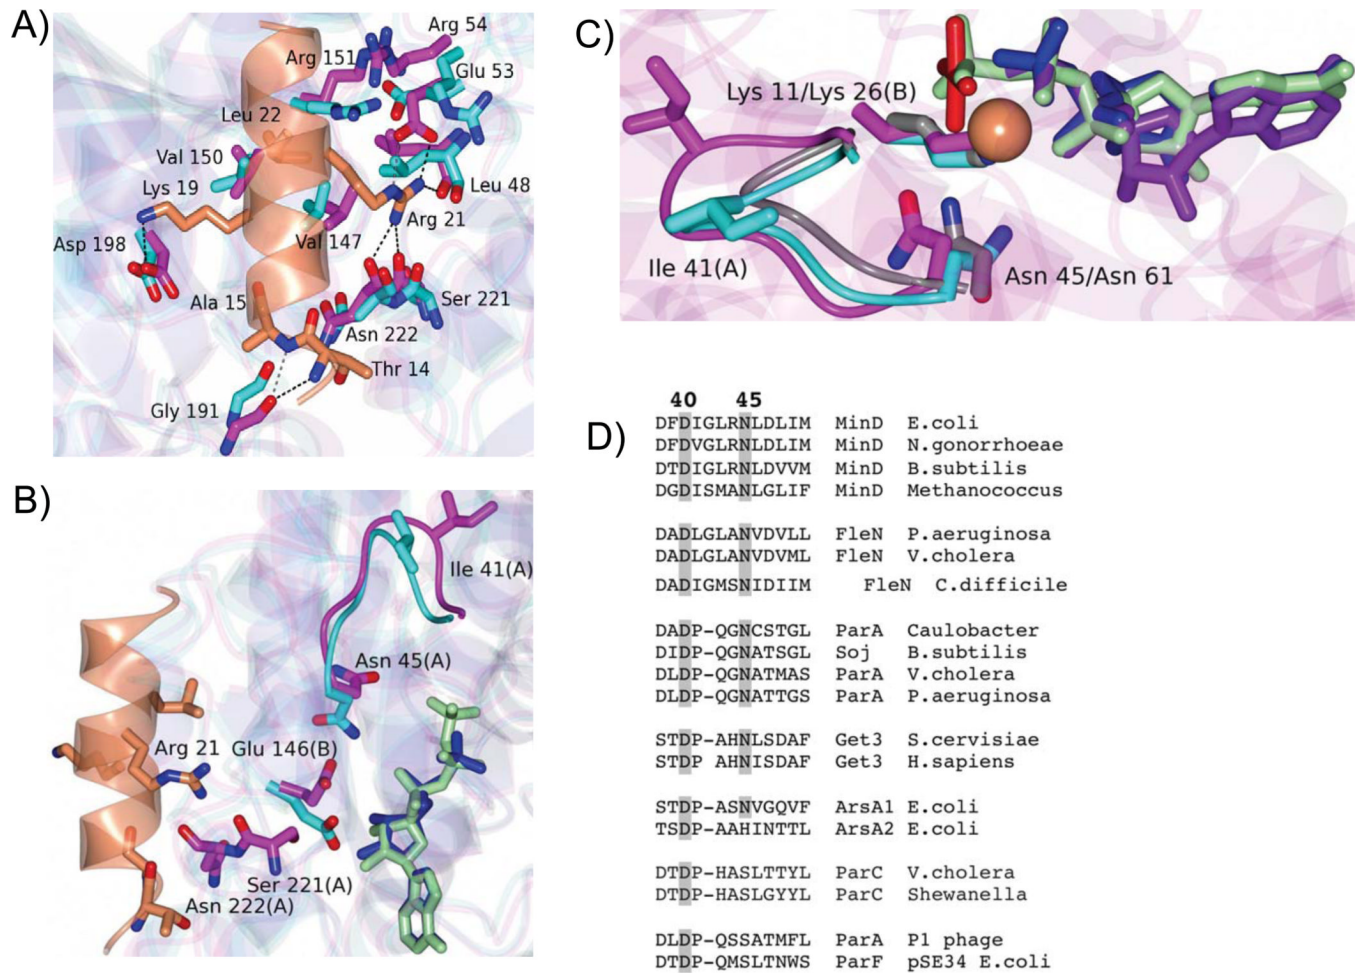 A)
Arg 54
Arg 151
Glu 53
Leu 22
Val 150
Lys 19
Leu 48
Arg 21
Val 147
Asp 198
Ala 15
Ser 221
Asn 222
Thr 14
Gly 191
B)
Ile 41(A)
Asn 45(A)
Arg 21
Glu 146(B)
Ser 221(A)
Asn 222(A)
C)
Lys 11/Lys 26(B)
Ile 41(A)
Asn 45/Asn 61
D)
40 45
DFDIGLRNLDLIM MinD E.coli
DFDVGLRNLDLIM MinD N.gonorrhoeae
DTDIGLRNLDVVM MinD B.subtilis
DGDISMANLGLIF MinD Methanococcus
DADLGLANVDVLL FleN P.aeruginosa
DADLGLANVDVML FleN V.cholera
DADIGMSNIDIIM FleN C.difficile
DADP-QGNCSTGL ParA Caulobacter
DIDP-QGNATSGL Soj B.subtilis
DLDP-QGNATMAS ParA V.cholera
DLDP-QGNATTGS ParA P.aeruginosa
STDP-AHNLSDAF Get3 S.cervisiae
STDP AHNISDAF Get3 H.sapiens
STDP-ASNVGQVF ArsA1 E.coli
TSDP-AAHINTTL ArsA2 E.coli
DTDP-HASLTTYL ParC V.cholera
DTDP-HASLGYYL ParC Shewanella
DLDP-QSSATMFL ParA P1 phage
DTDP-QMSLTNWS ParF pSE34 E.coli